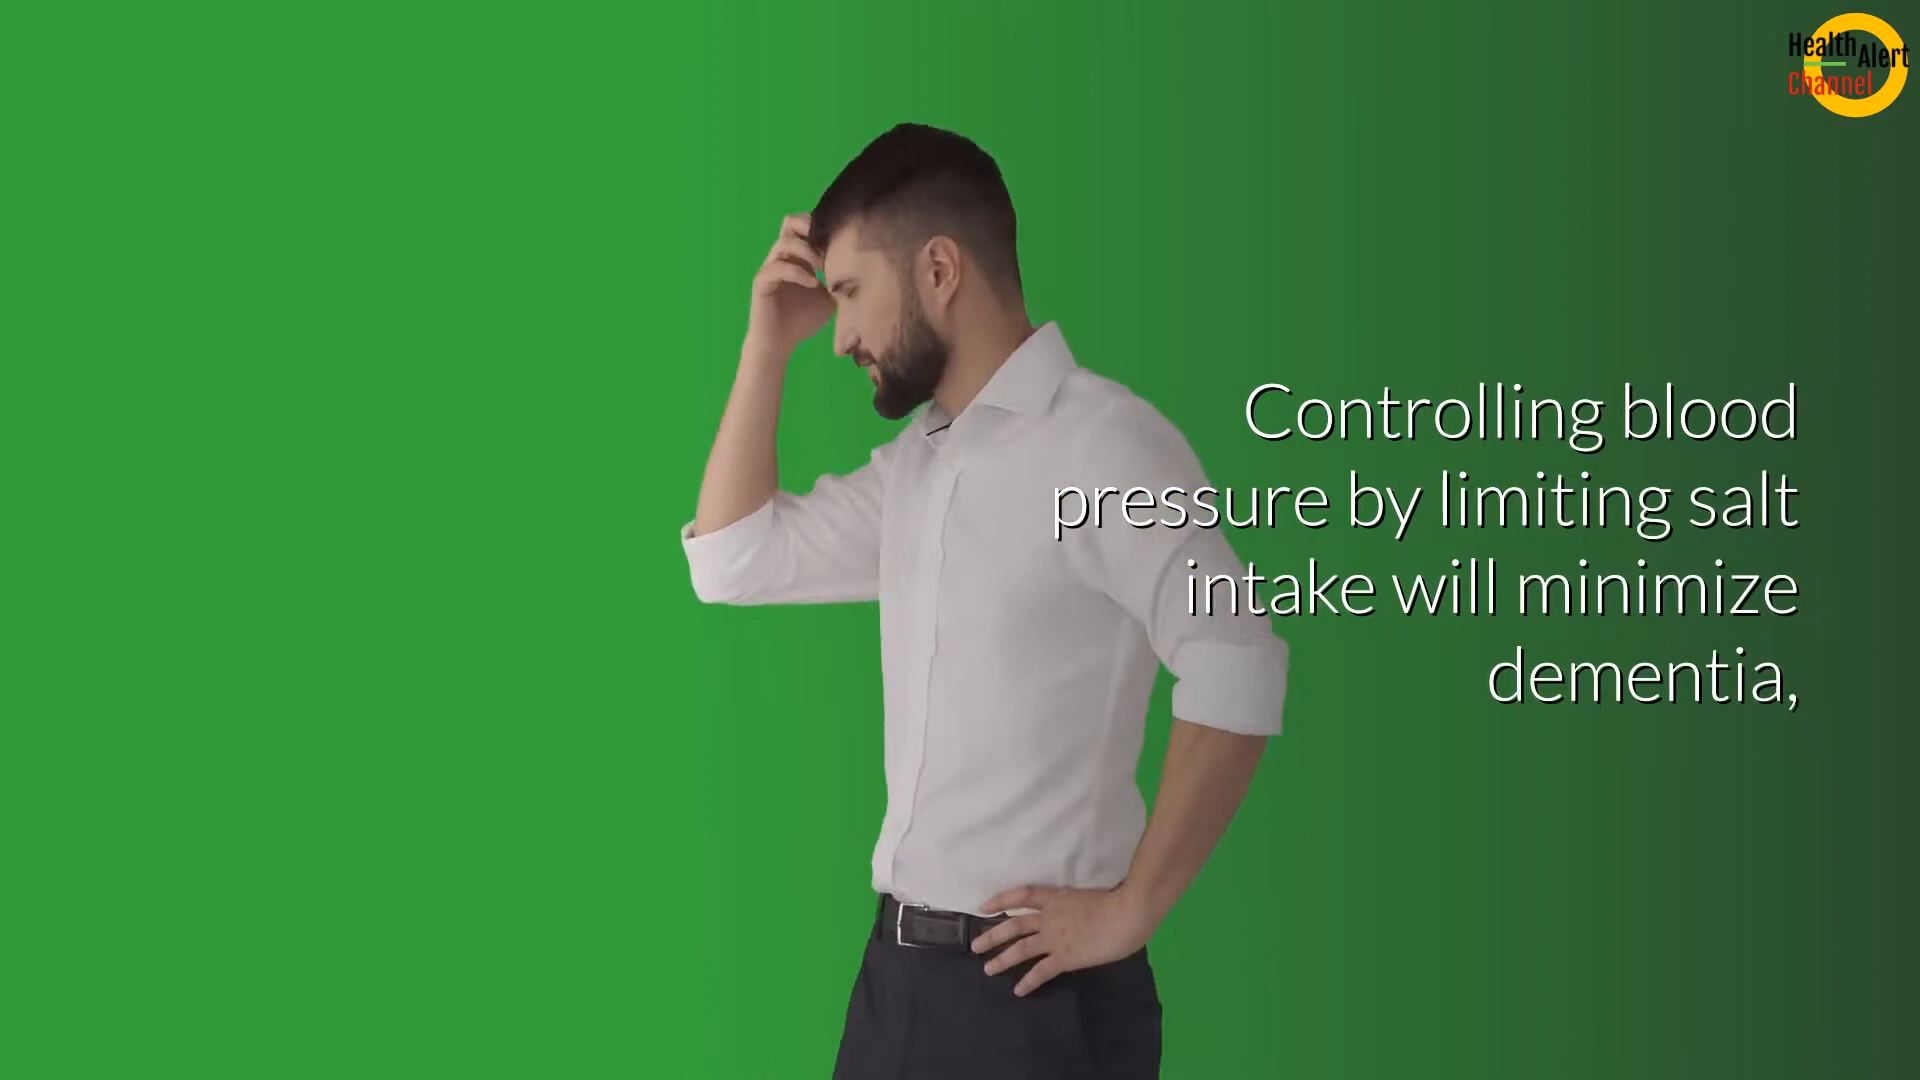 Health Alert
Channel
Controlling blood
pressure by limiting salt
intake will minimize
dementia,